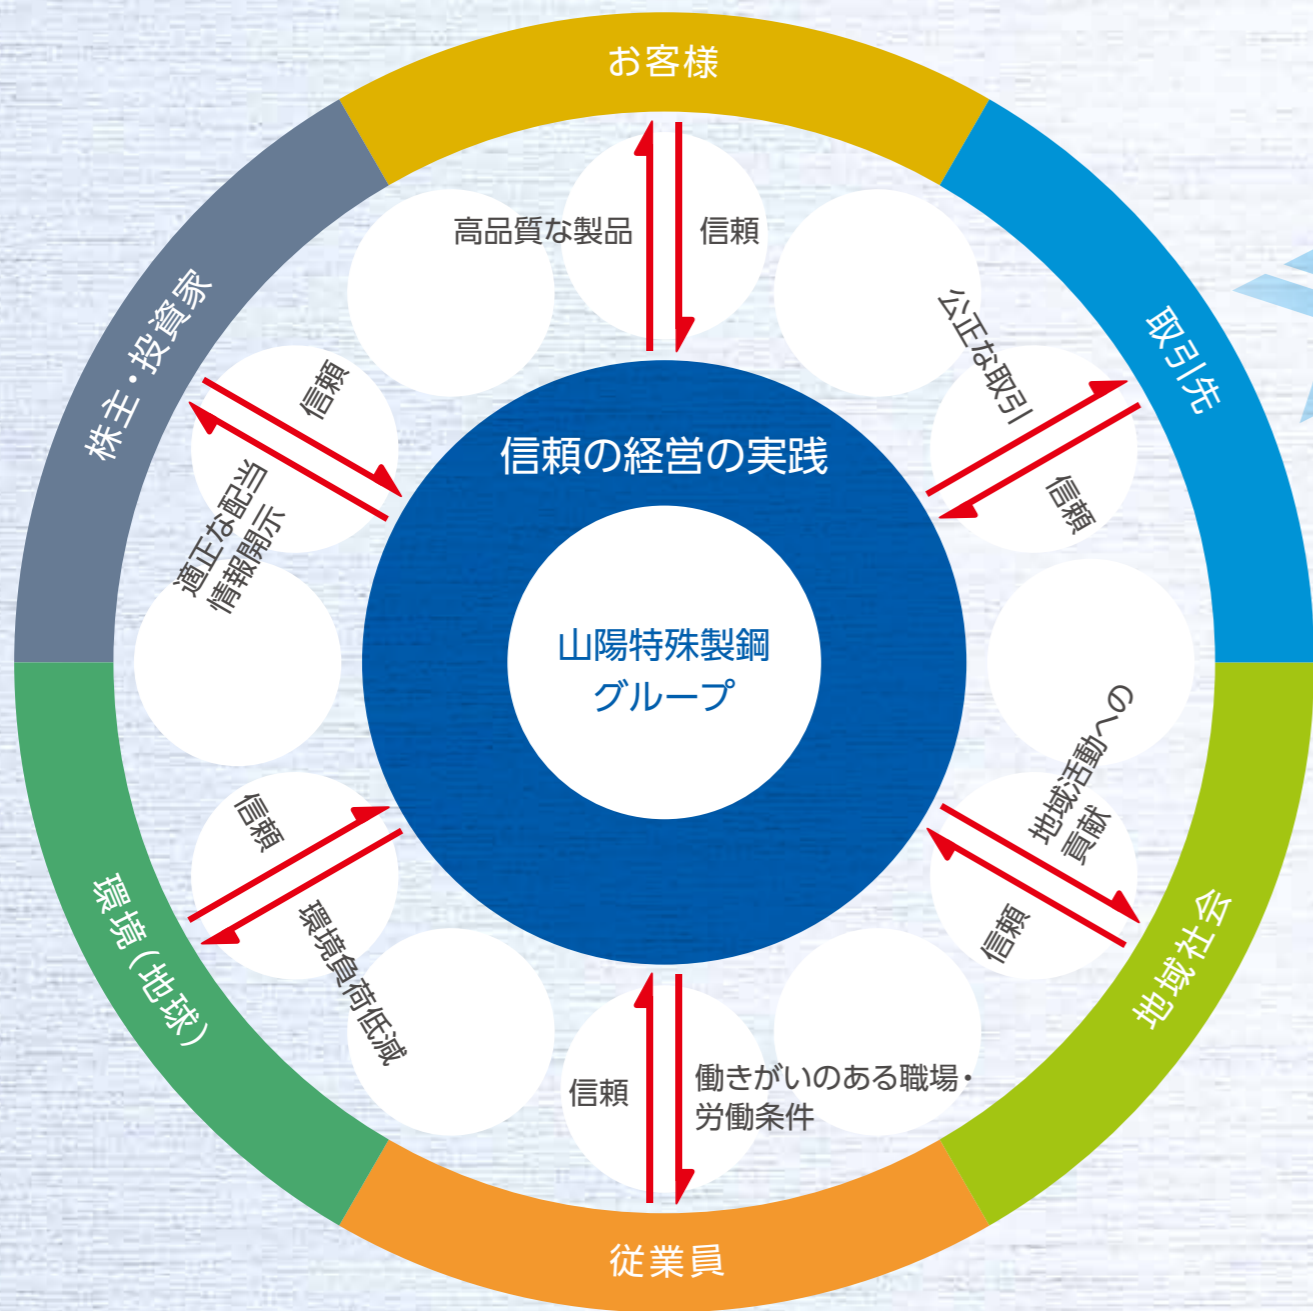 お客様
高品質な製品
信頼
取引先
公正な取引
信頼
株主・投資家
信頼
適正な配当
情報開示
信頼の経営の実践
山陽特殊製鋼
グループ
地域活動への
貢献
信頼
地域社会
信頼
環境負荷低減
環境(地球)
信頼
働きがいのある職場・
労働条件
従業員